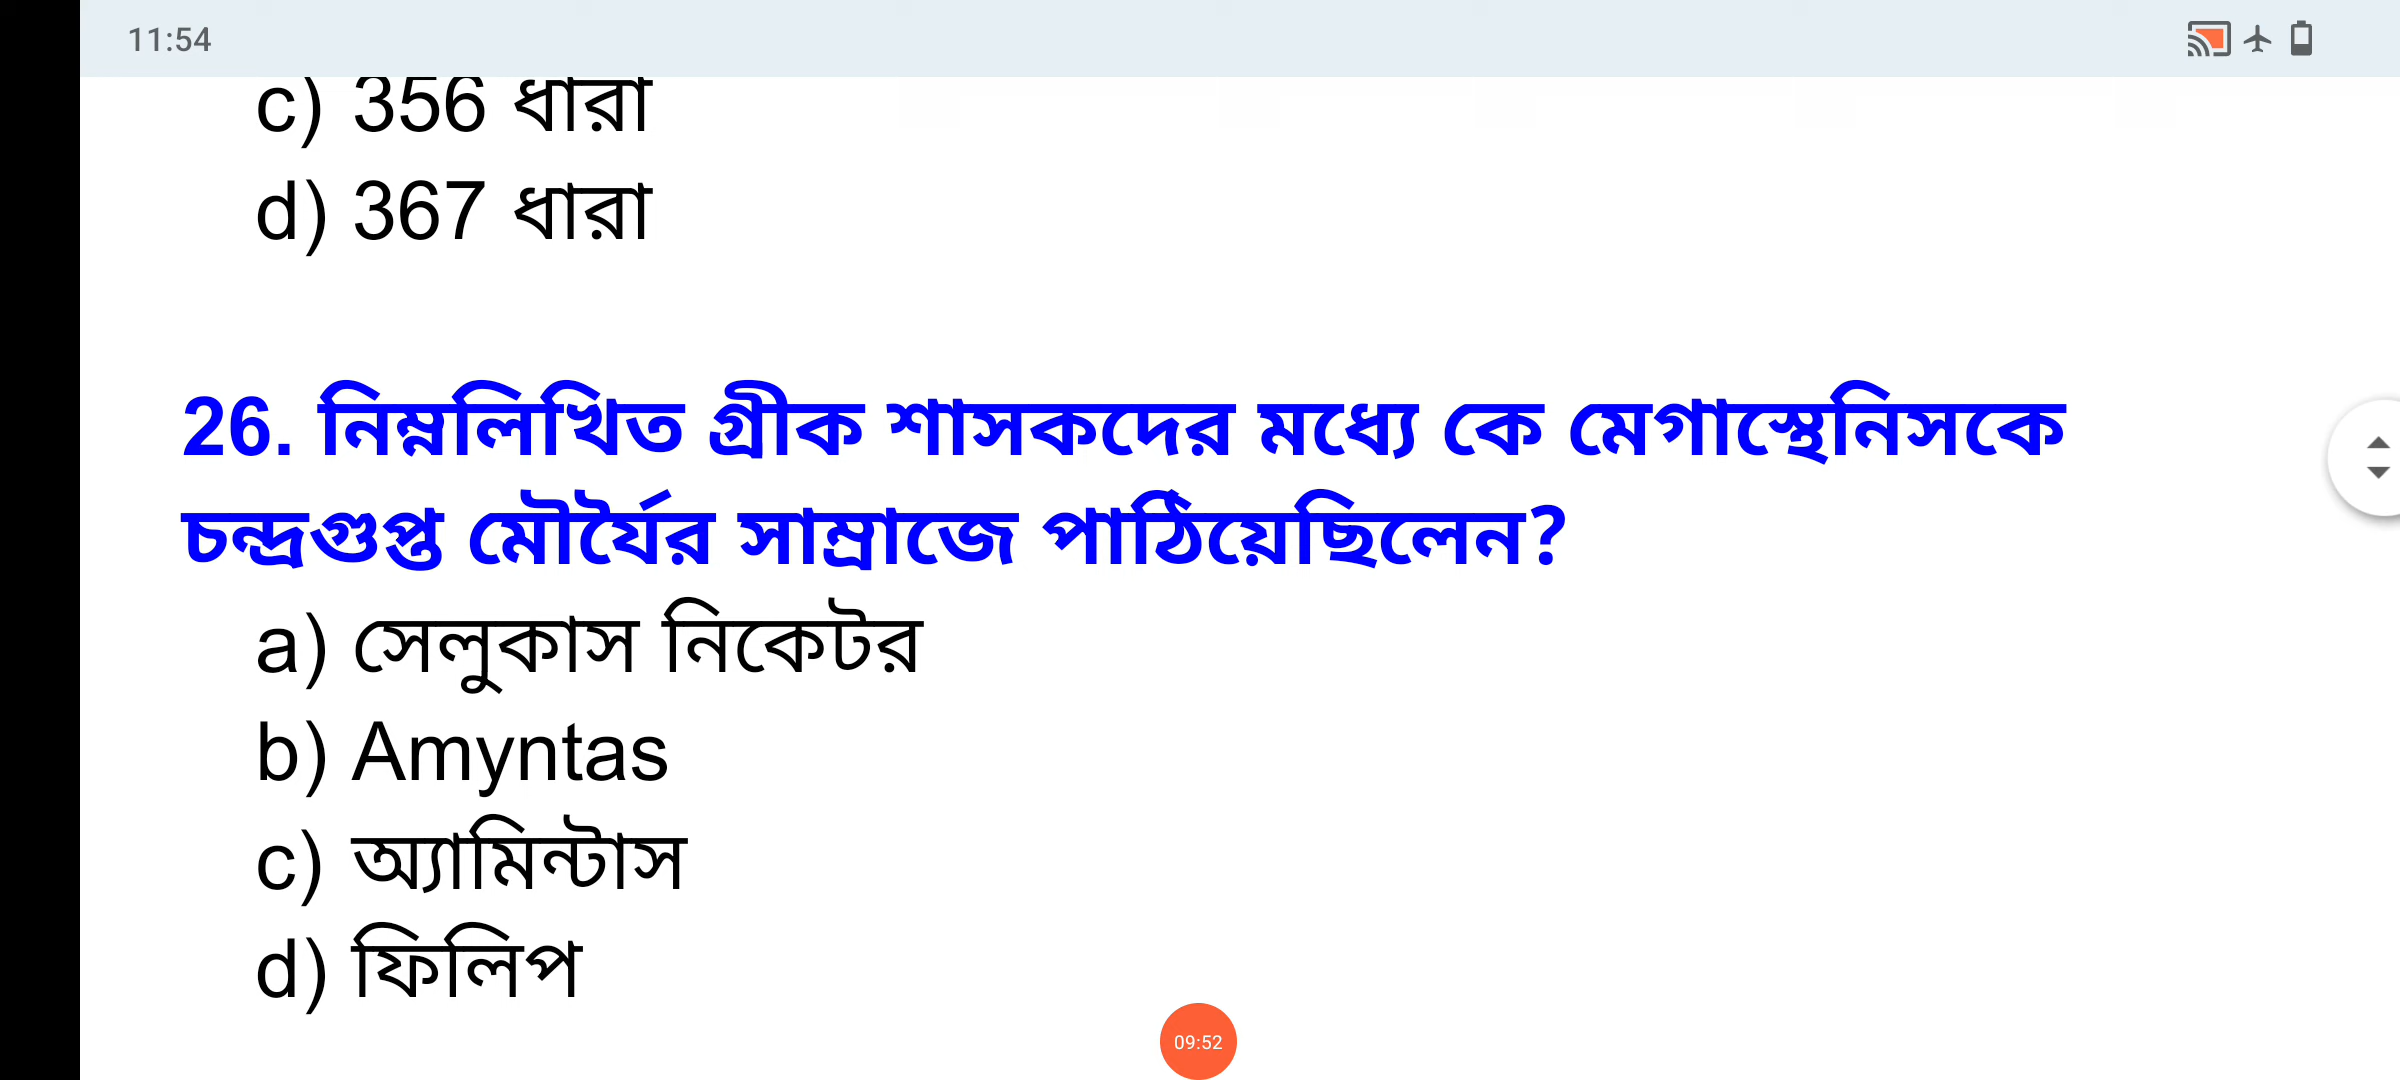 11:54
c) 356 ধারা
d) 367 ধারা
26. নিম্নলিখিত গ্রীক শাসকদের মধ্যে কে মেগাস্থেনিসকে
চন্দ্রগুপ্ত মৌর্যের সাম্রাজে পাঠিয়েছিলেন?
a) সেলুকাস নিকেটর
b) Amyntas
c) অ্যামিন্টাস
d) ফিলিপ
09:52